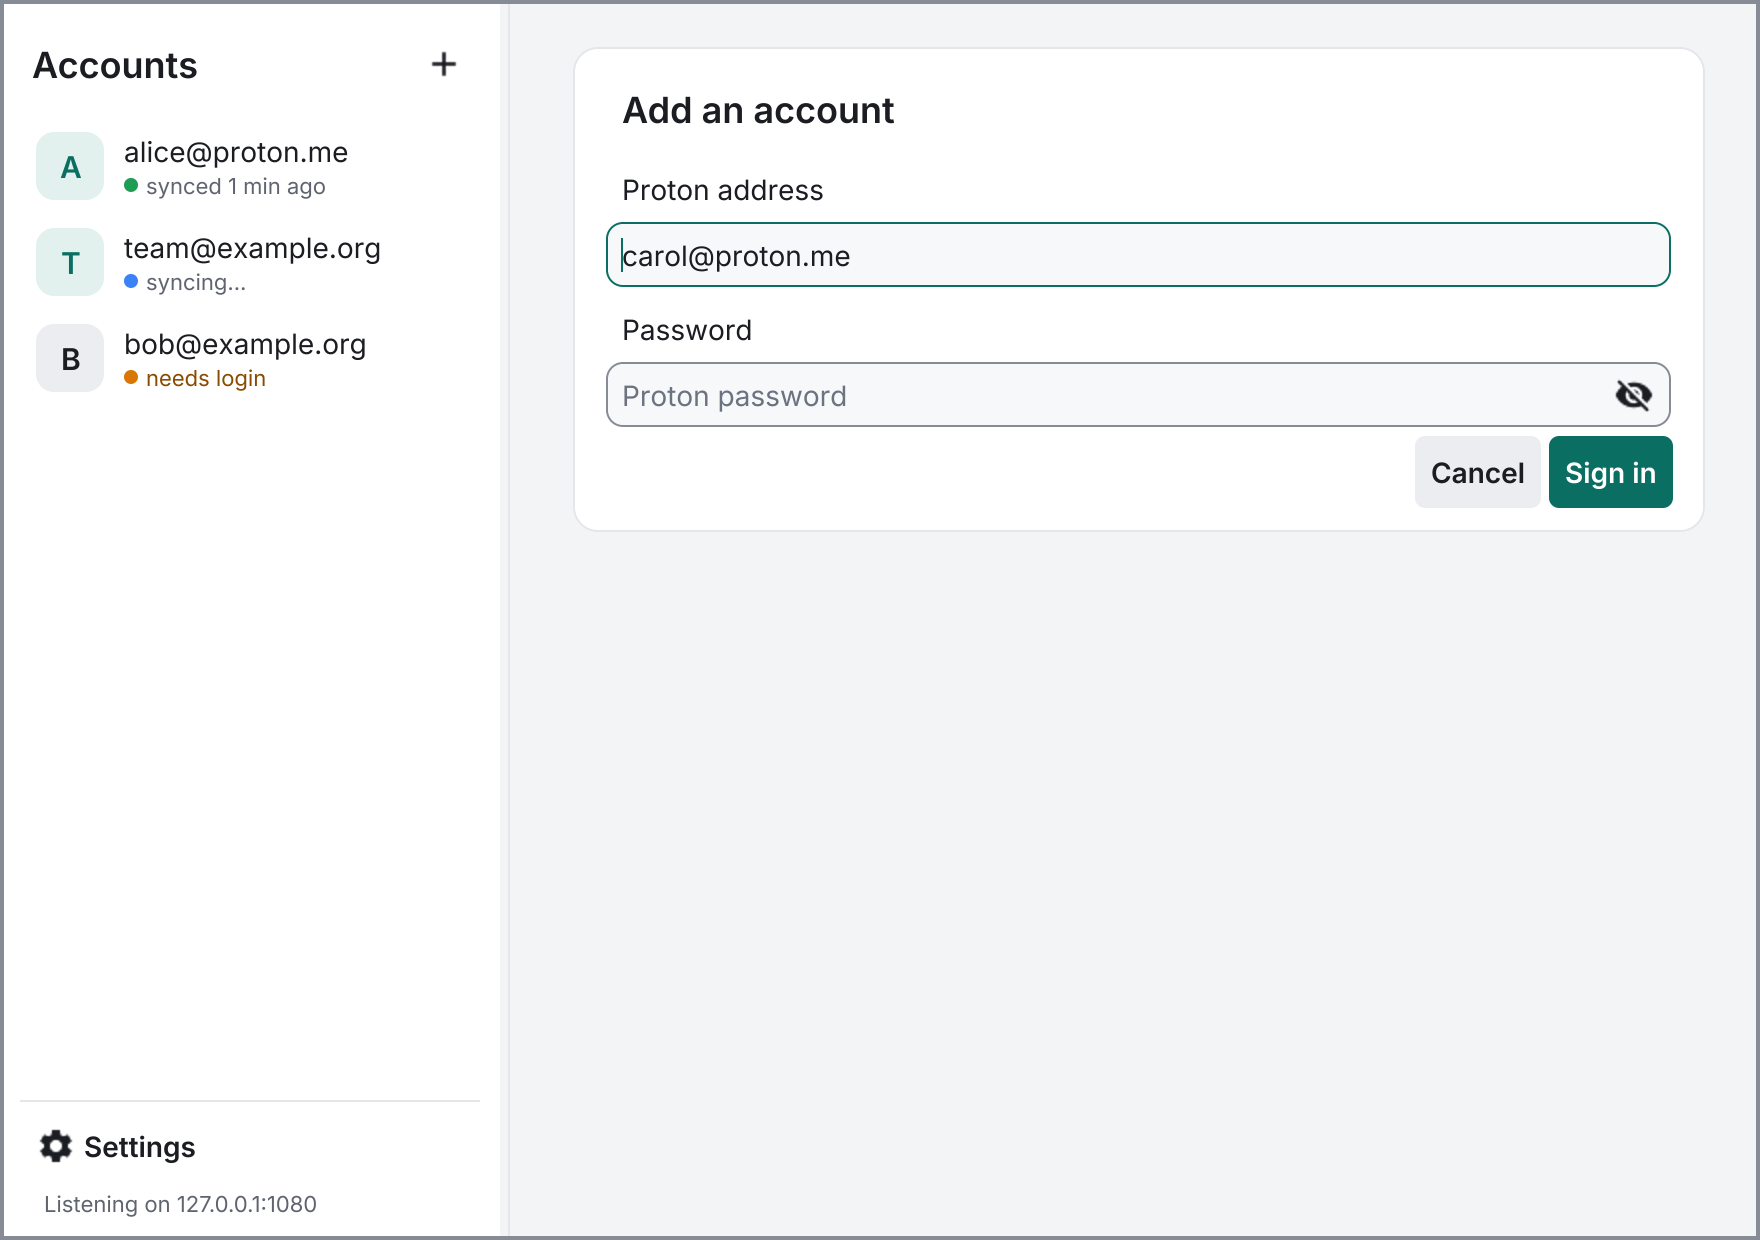 Accounts
A
alice@proton.me
synced 1 min ago
T
team@example.org
syncing...
B
bob@example.org
needs login
Settings
Listening on 127.0.0.1:1080
Add an account
Proton address
carol@proton.me
Password
Proton password
Cancel
Sign in